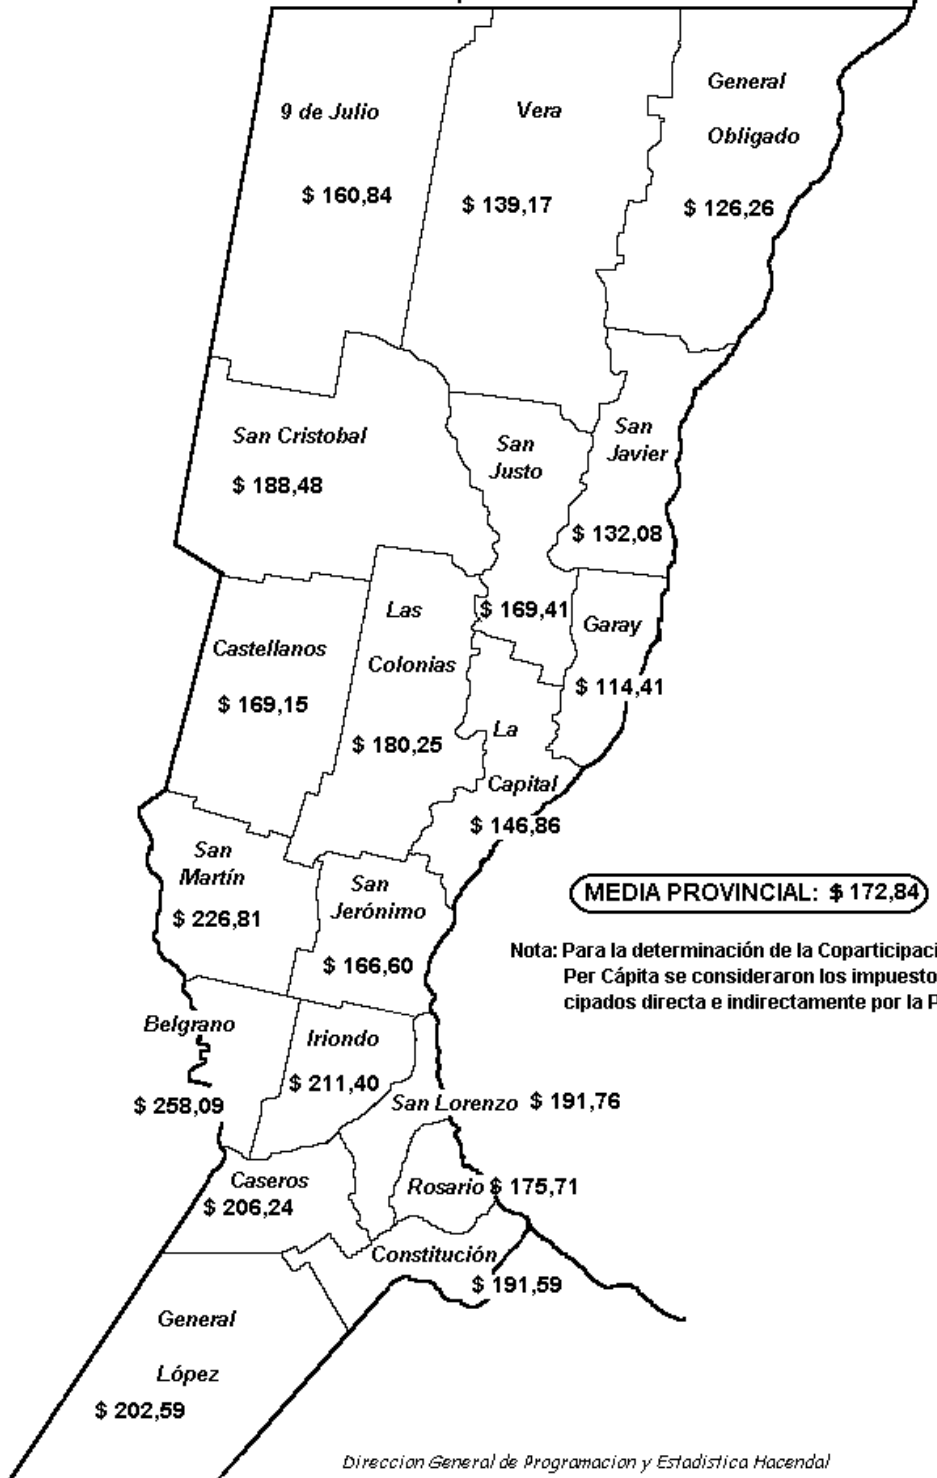 9 de Julio
$ 160,84
Vera
$ 139,17
General
Obligado
$ 126,26
San Cristobal
$ 188,48
San
Justo
$ 169,41
San
Javier
$ 132,08
Castellanos
$ 169,15
Las
Colonias
$ 180,25
Garay
$ 114,41
La
Capital
$ 146,86
San
Martín
$ 226,81
San
Jerónimo
$ 166,60
MEDIA PROVINCIAL: $ 172,84
Nota: Para la determinación de la Coparticipaci
Per Cápita se consideraron los impuesto
cipados directa e indirectamente por la P
Belgrano
$ 258,09
Iriondo
$ 211,40
San Lorenzo $ 191,76
Caseros
$ 206,24
Rosario $ 175,71
Constitución
$ 191,59
General
López
$ 202,59
Direccion General de Programacion y Estadistica Hacendal